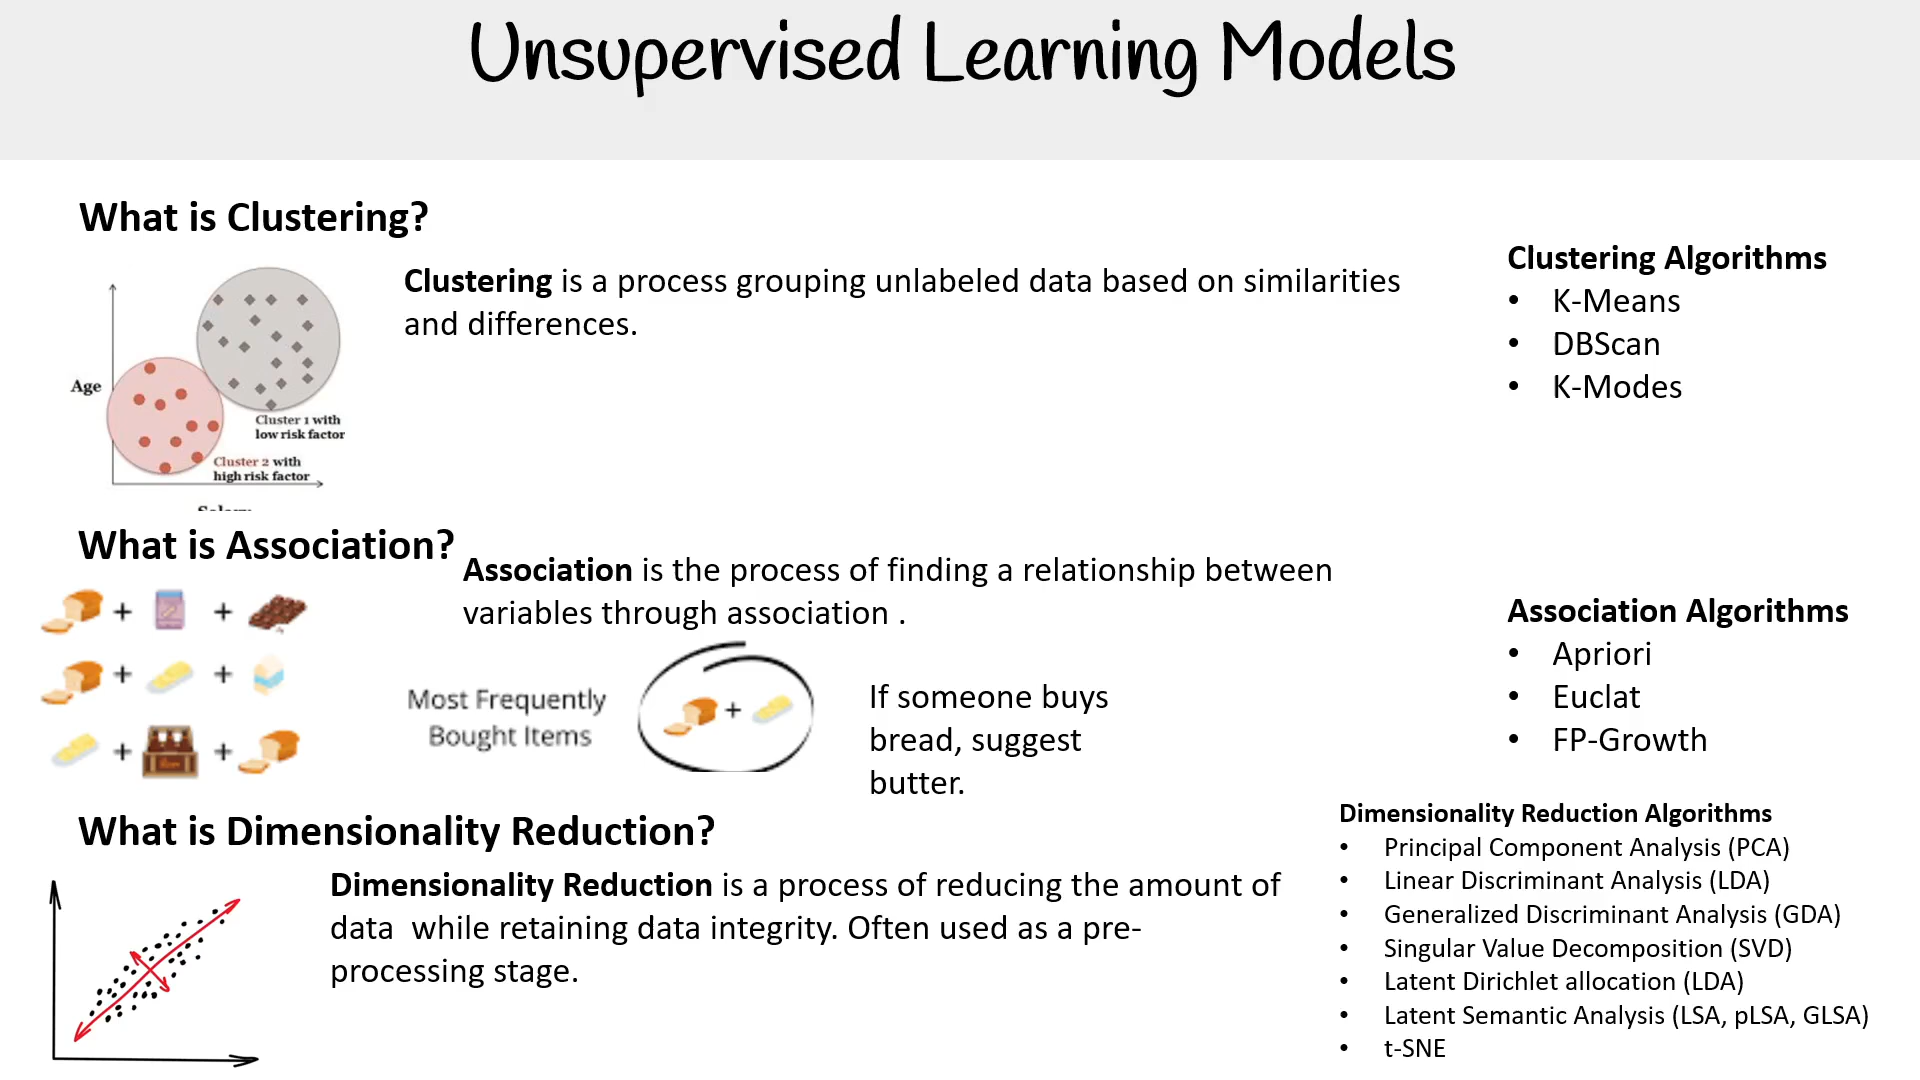 Unsupervised Learning Models
What is Clustering?
Clustering is a process grouping unlabeled data based on similarities
and differences.
Age
Cluster 1 with
low risk factor
Cluster 2 with
high risk factor
Clustering Algorithms
• K-Means
• DBScan
• K-Modes
What is Association?
Association is the process of finding a relationship between
variables through association .
+ +
+ +
+ +
Most Frequently
Bought Items
+
If someone buys
bread, suggest
butter.
Association Algorithms
• Apriori
• Euclat
• FP-Growth
What is Dimensionality Reduction?
Dimensionality Reduction is a process of reducing the amount of
data  while retaining data integrity. Often used as a pre-
processing stage.
Dimensionality Reduction Algorithms
• Principal Component Analysis (PCA)
• Linear Discriminant Analysis (LDA)
• Generalized Discriminant Analysis (GDA)
• Singular Value Decomposition (SVD)
• Latent Dirichlet allocation (LDA)
• Latent Semantic Analysis (LSA, pLSA, GLSA)
• t-SNE